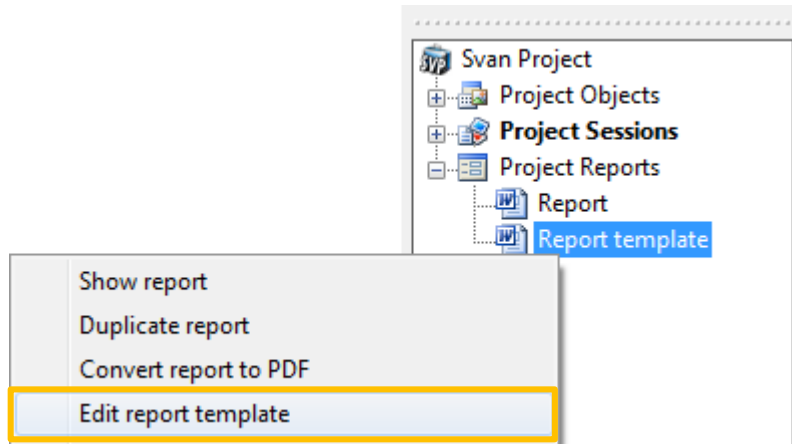 SVP
Svan Project
Project Objects
Project Sessions
Project Reports
Report
Report template
Show report
Duplicate report
Convert report to PDF
Edit report template